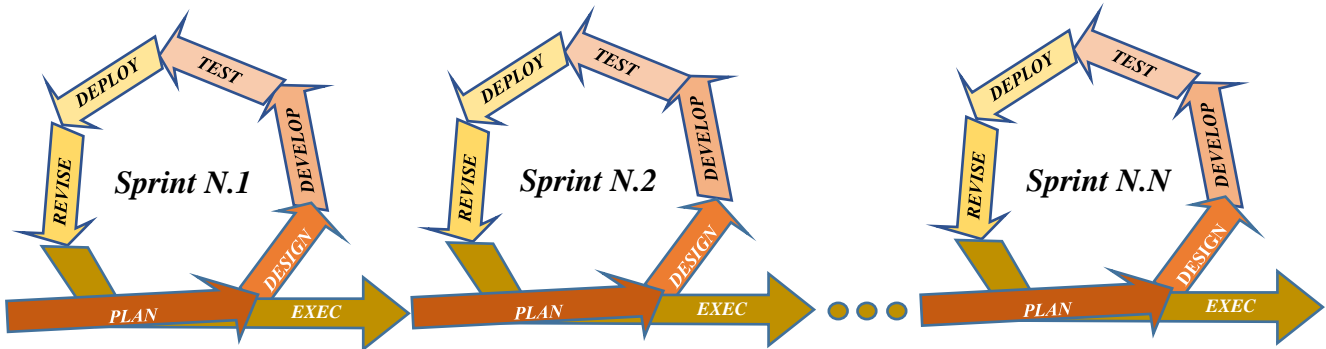 DEPLOY
TEST
REVISE
Sprint N.1
DEVELOP
DESIGN
PLAN
EXEC
DEPLOY
TEST
REVISE
Sprint N.2
DEVELOP
DESIGN
PLAN
EXEC
DEPLOY
TEST
REVISE
Sprint N.N
DEVELOP
DESIGN
PLAN
EXEC